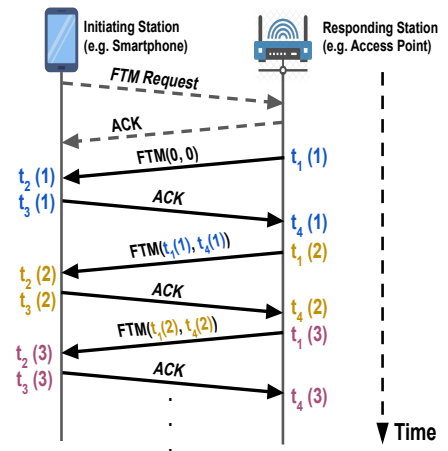 Initiating Station
(e.g. Smartphone)
Responding Station
(e.g. Access Point)
FTM Request
ACK
FTM(0, 0)
t₁ (1)
t₂ (1)
t₃ (1)
ACK
t₄ (1)
FTM(t₁(1), t₄(1))
t₁ (2)
t₂ (2)
t₃ (2)
ACK
t₄ (2)
FTM(t₁(2), t₄(2))
t₁ (3)
t₂ (3)
t₃ (3)
ACK
t₄ (3)
Time